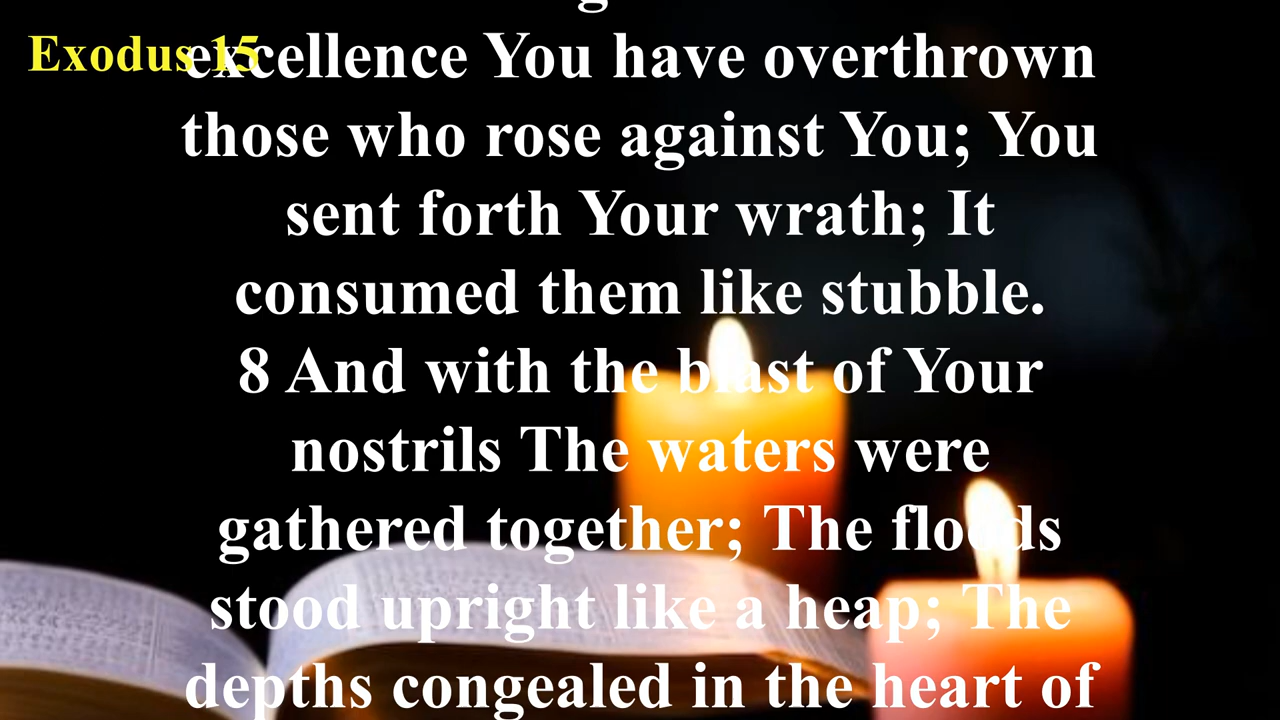 Exodus 15
excellence You have overthrown
those who rose against You; You
sent forth Your wrath; It
consumed them like stubble.
8 And with the blast of Your
nostrils The waters were
gathered together; The floods
stood upright like a heap; The
depths congealed in the heart of